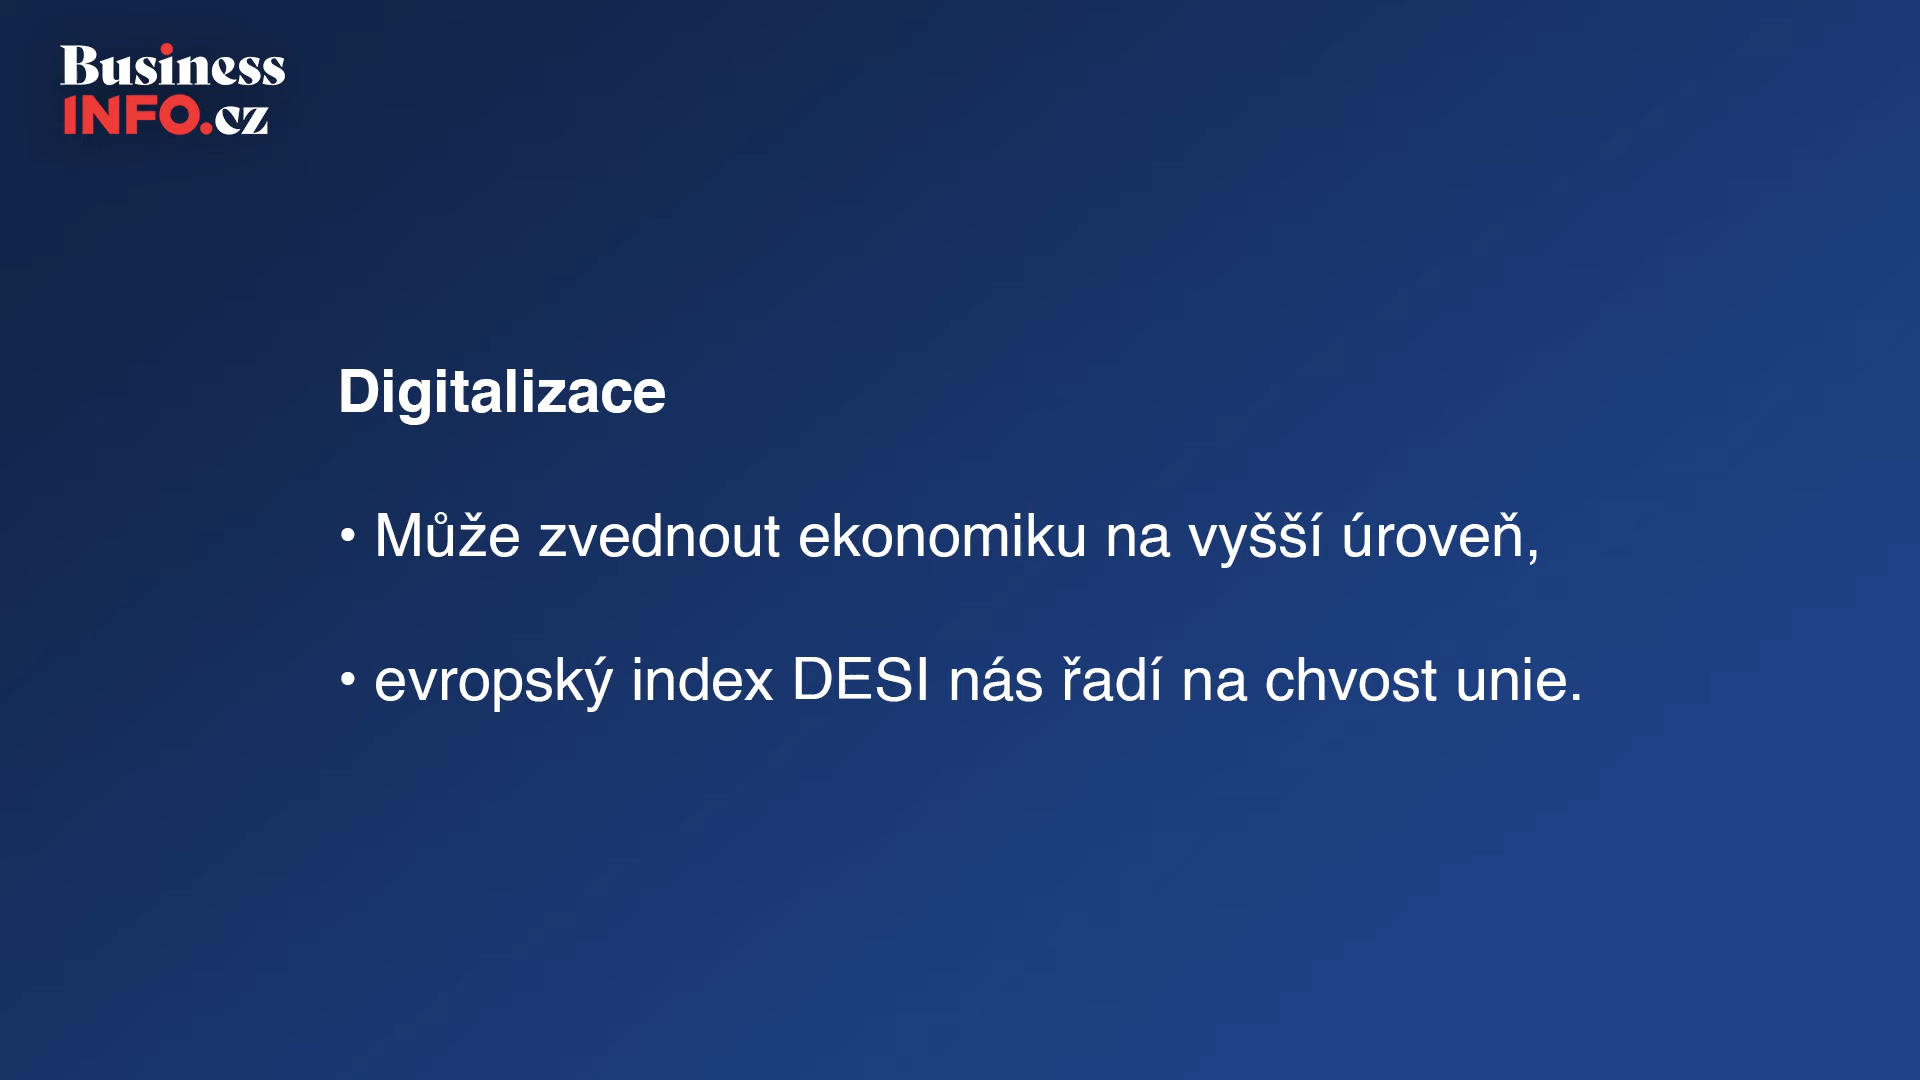 Business
INFO.cz
Digitalizace
• Může zvednout ekonomiku na vyšší úroveň,
• evropský index DESI nás řadí na chvost unie.